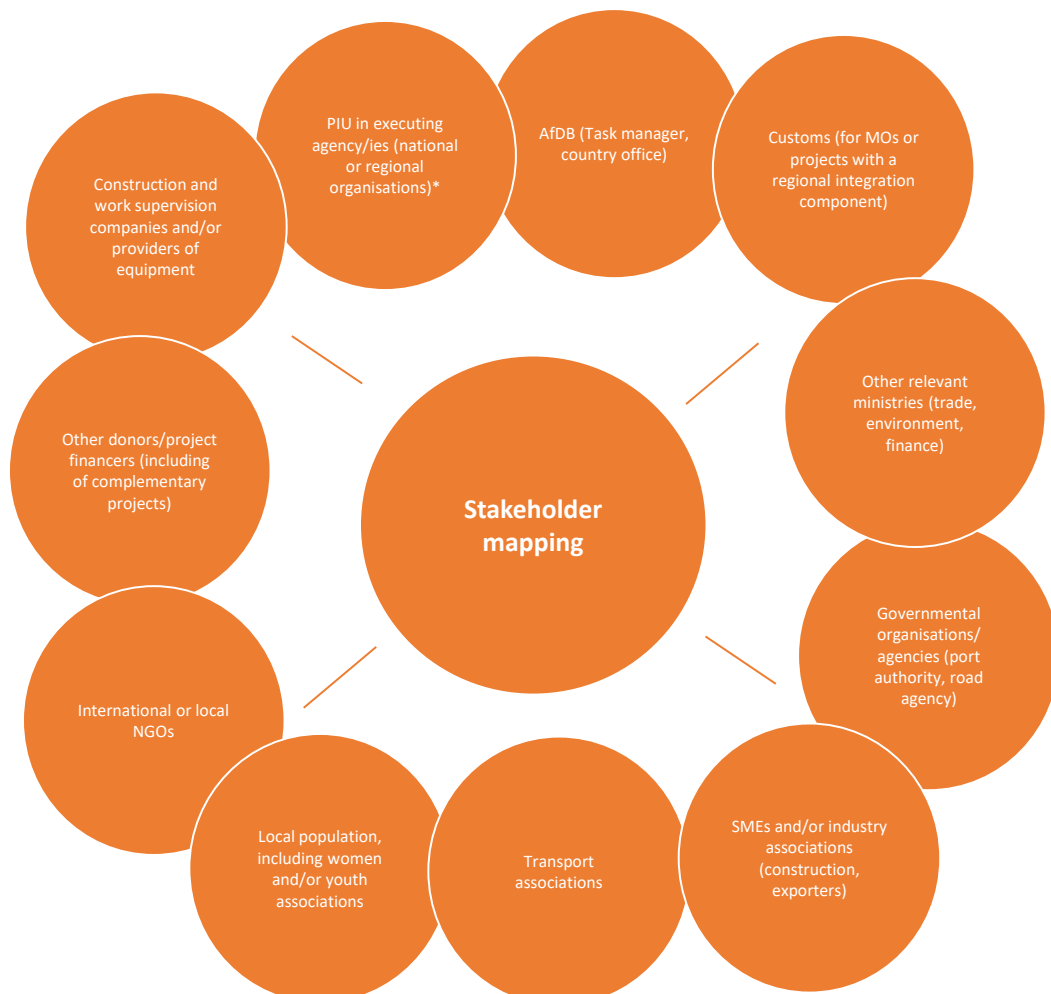 PIU in executing
agency/ies (national
or regional
organisations)*
AfDB (Task manager,
country office)
Customs (for MOs or
projects with a
regional integration
component)
Construction and
work supervision
companies and/or
providers of
equipment
Other relevant
ministries (trade,
environment,
finance)
Other donors/project
financers (including
of complementary
projects)
Stakeholder
mapping
Governmental
organisations/
agencies (port
authority, road
agency)
International or local
NGOs
Local population,
including women
and/or youth
associations
Transport
associations
SMEs and/or industry
associations
(construction,
exporters)